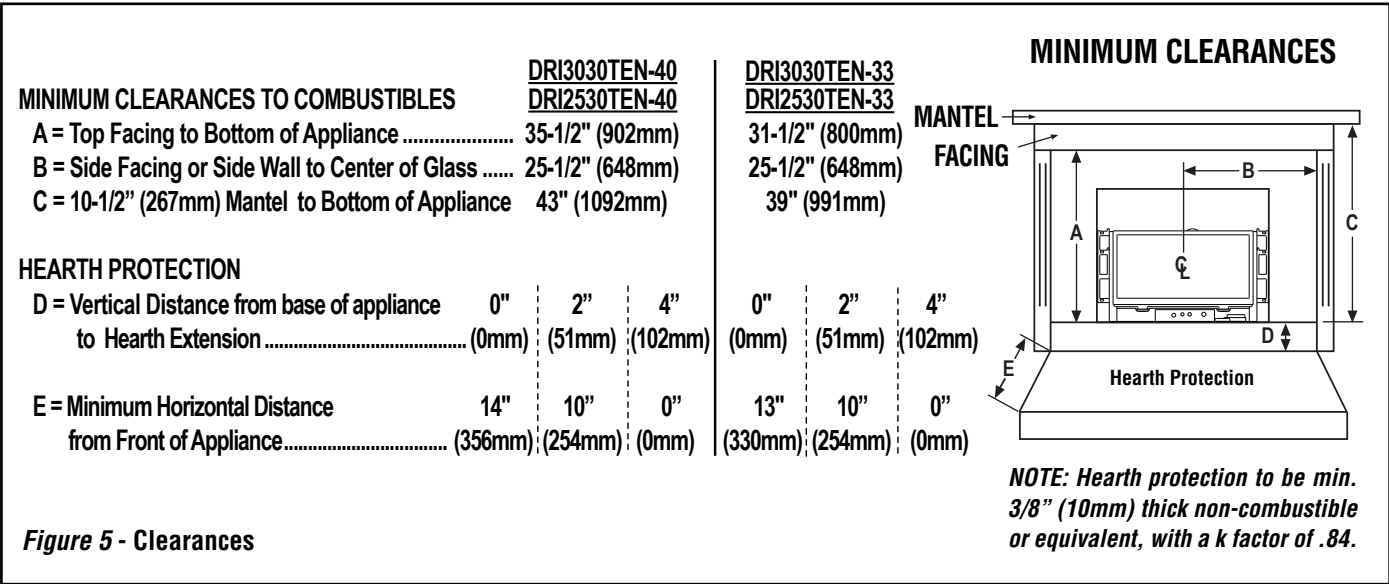 MINIMUM CLEARANCES
DRI3030TEN-40 DRI3030TEN-33
MINIMUM CLEARANCES TO COMBUSTIBLES DRI2530TEN-40 DRI2530TEN-33
A = Top Facing to Bottom of Appliance ...................... 35-1/2" (902mm) 31-1/2" (800mm)
B = Side Facing or Side Wall to Center of Glass ...... 25-1/2" (648mm) 25-1/2" (648mm)
C = 10-1/2” (267mm) Mantel to Bottom of Appliance 43" (1092mm) 39" (991mm)
HEARTH PROTECTION
D = Vertical Distance from base of appliance 0" 2” 4” 0" 2” 4”
to Hearth Extension .......................................... (0mm) (51mm) (102mm) (0mm) (51mm) (102mm)
E = Minimum Horizontal Distance 14" 10” 0” 13" 10” 0”
from Front of Appliance.................................. (356mm) (254mm) (0mm) (330mm) (254mm) (0mm)
Figure 5 - Clearances
MANTEL
FACING
B
A
C
CL
D
E
Hearth Protection
NOTE: Hearth protection to be min.
3/8” (10mm) thick non-combustible
or equivalent, with a k factor of .84.